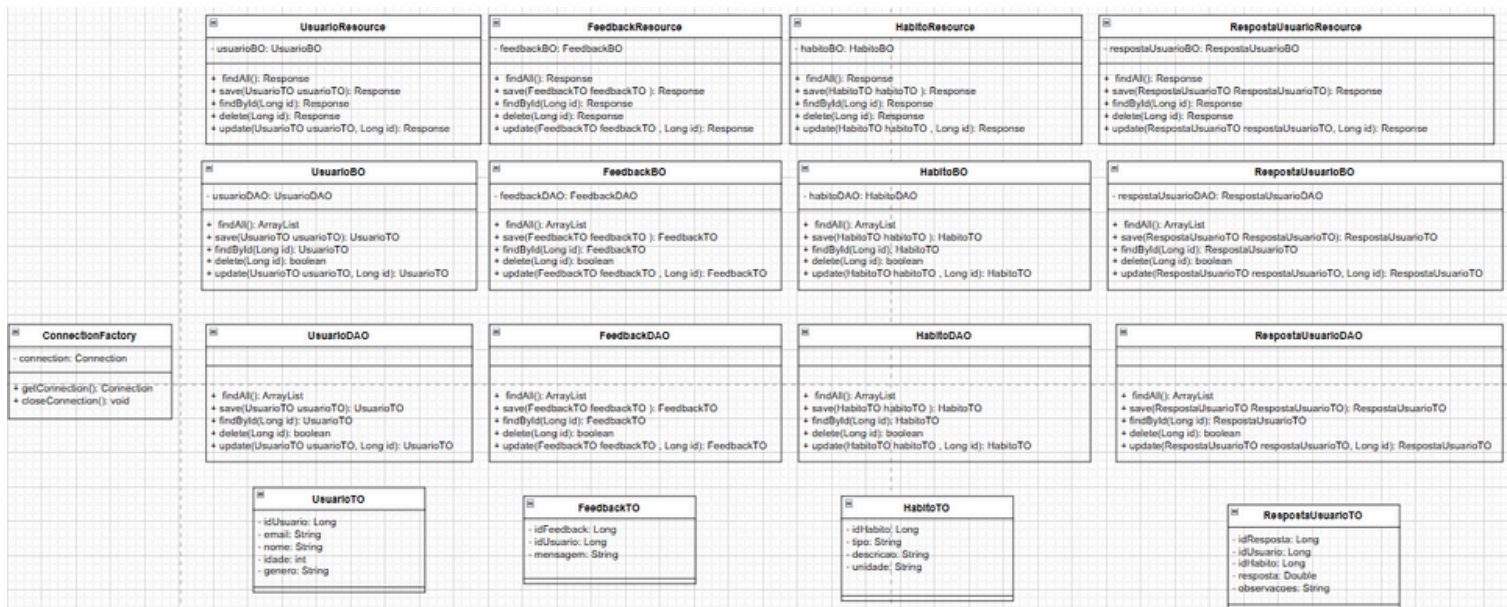 UsuarioResource
- usuarioBO: UsuarioBO
+ findAll(): Response
+ save(UsuarioTO usuarioTO): Response
+ findById(Long id): Response
+ delete(Long id): Response
+ update(UsuarioTO usuarioTO, Long id): Response
FeedbackResource
- feedbackBO: FeedbackBO
+ findAll(): Response
+ save(FeedbackTO feedbackTO ): Response
+ findById(Long id): Response
+ delete(Long id): Response
+ update(FeedbackTO feedbackTO , Long id): Response
HabitoResource
- habitoBO: HabitoBO
+ findAll(): Response
+ save(HabitoTO habitoTO ): Response
+ findById(Long id): Response
+ delete(Long id): Response
+ update(HabitoTO habitoTO , Long id): Response
RespostaUsuarioResource
- respostaUsuarioBO: RespostaUsuarioBO
+ findAll(): Response
+ save(RespostaUsuarioTO RespostaUsuarioTO): Response
+ findById(Long id): Response
+ delete(Long id): Response
+ update(RespostaUsuarioTO respostaUsuarioTO, Long id): Response
UsuarioBO
- usuarioDAO: UsuarioDAO
+ findAll(): ArrayList
+ save(UsuarioTO usuarioTO): UsuarioTO
+ findById(Long id): UsuarioTO
+ delete(Long id): boolean
+ update(UsuarioTO usuarioTO, Long id): UsuarioTO
FeedbackBO
- feedbackDAO: FeedbackDAO
+ findAll(): ArrayList
+ save(FeedbackTO feedbackTO ): FeedbackTO
+ findById(Long id): FeedbackTO
+ delete(Long id): boolean
+ update(FeedbackTO feedbackTO , Long id): FeedbackTO
HabitoBO
- habitoDAO: HabitoDAO
+ findAll(): ArrayList
+ save(HabitoTO habitoTO ): HabitoTO
+ findById(Long id): HabitoTO
+ delete(Long id): boolean
+ update(HabitoTO habitoTO , Long id): HabitoTO
RespostaUsuarioBO
- respostaUsuarioDAO: RespostaUsuarioDAO
+ findAll(): ArrayList
+ save(RespostaUsuarioTO RespostaUsuarioTO): RespostaUsuarioTO
+ findById(Long id): RespostaUsuarioTO
+ delete(Long id): boolean
+ update(RespostaUsuarioTO respostaUsuarioTO, Long id): RespostaUsuarioTO
ConnectionFactory
- connection: Connection
+ getConnection(): Connection
+ closeConnection(): void
UsuarioDAO
+ findAll(): ArrayList
+ save(UsuarioTO usuarioTO): UsuarioTO
+ findById(Long id): UsuarioTO
+ delete(Long id): boolean
+ update(UsuarioTO usuarioTO, Long id): UsuarioTO
FeedbackDAO
+ findAll(): ArrayList
+ save(FeedbackTO feedbackTO ): FeedbackTO
+ findById(Long id): FeedbackTO
+ delete(Long id): boolean
+ update(FeedbackTO feedbackTO , Long id): FeedbackTO
HabitoDAO
+ findAll(): ArrayList
+ save(HabitoTO habitoTO ): HabitoTO
+ findById(Long id): HabitoTO
+ delete(Long id): boolean
+ update(HabitoTO habitoTO , Long id): HabitoTO
RespostaUsuarioDAO
+ findAll(): ArrayList
+ save(RespostaUsuarioTO RespostaUsuarioTO): RespostaUsuarioTO
+ findById(Long id): RespostaUsuarioTO
+ delete(Long id): boolean
+ update(RespostaUsuarioTO respostaUsuarioTO, Long id): RespostaUsuarioTO
UsuarioTO
- idUsuario: Long
- email: String
- nome: String
- idade: int
- genero: String
FeedbackTO
- idFeedback: Long
- idUsuario: Long
- mensagem: String
HabitoTO
- idHabito: Long
- tipo: String
- descricao: String
- unidade: String
RespostaUsuarioTO
- idResposta: Long
- idUsuario: Long
- idHabito: Long
- resposta: Double
- observacoes: String